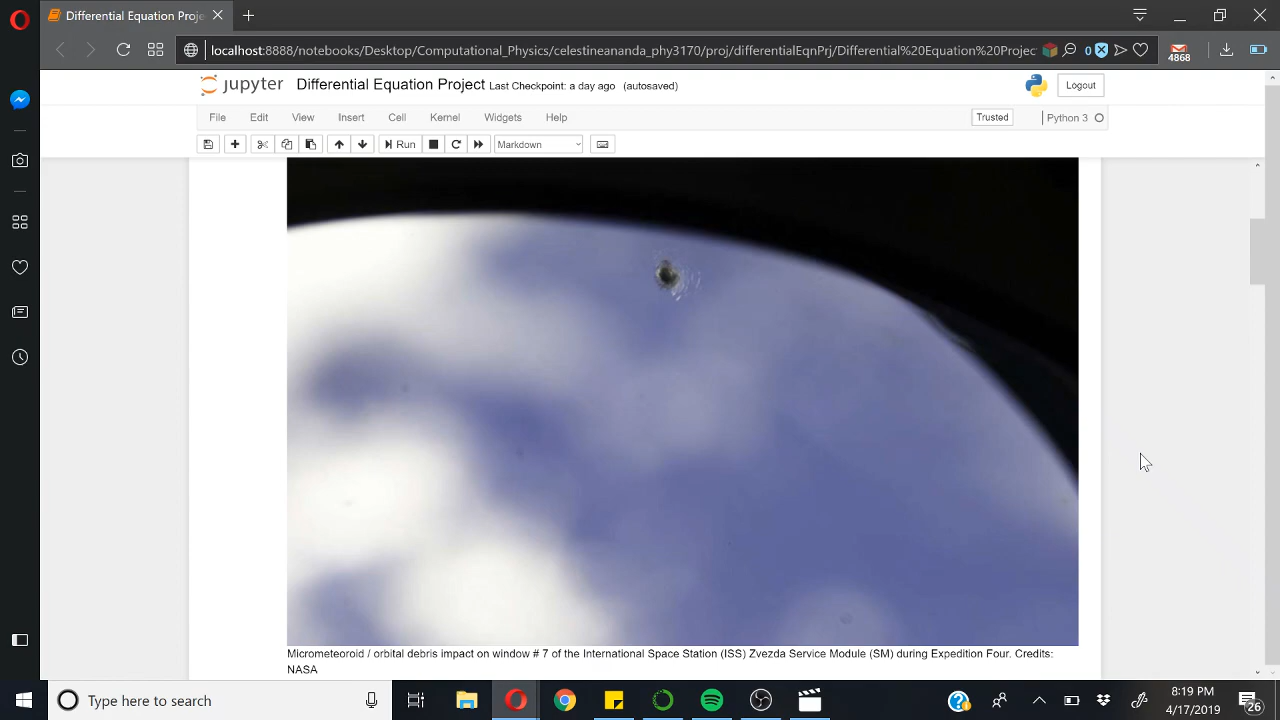 Differential Equation Proj
localhost:8888/notebooks/Desktop/Computational_Physics/celestineananda_phy3170/proj/differentialEqnPrj/Differential%20Equation%20Project
0
4868
jupyter Differential Equation Project Last Checkpoint: a day ago (autosaved)
Logout
File Edit View Insert Cell Kernel Widgets Help
Trusted
Python 3
Run
Markdown
Micrometeoroid / orbital debris impact on window # 7 of the International Space Station (ISS) Zvezda Service Module (SM) during Expedition Four. Credits:
NASA
Type here to search
8:19 PM
4/17/2019
26